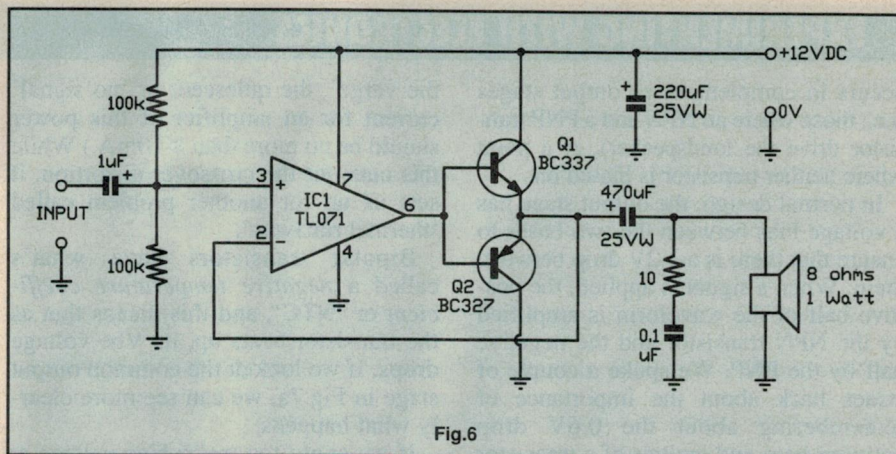 +12VDC
100k
220uF
25VW
0V
Q1
BC337
1uF
3
7
IC1
TL071
470uF
25VW
INPUT
2
4
100k
Q2
BC327
10
0.1
uF
8 ohms
1 Watt
Fig.6